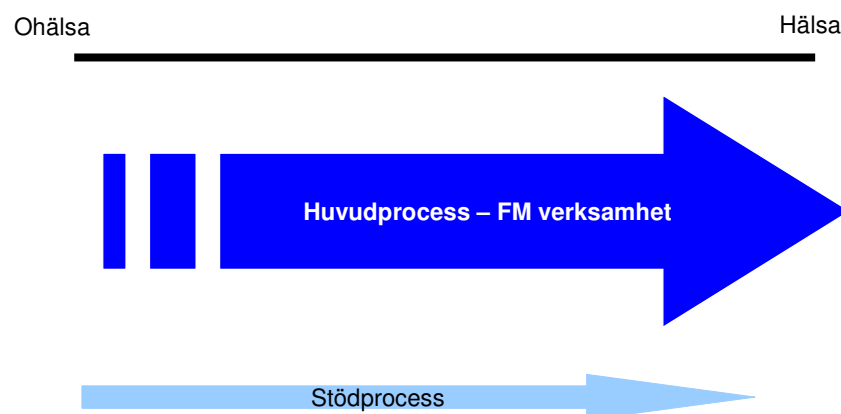 Ohälsa
Hälsa
Huvudprocess – FM verksamhet
Stödprocess